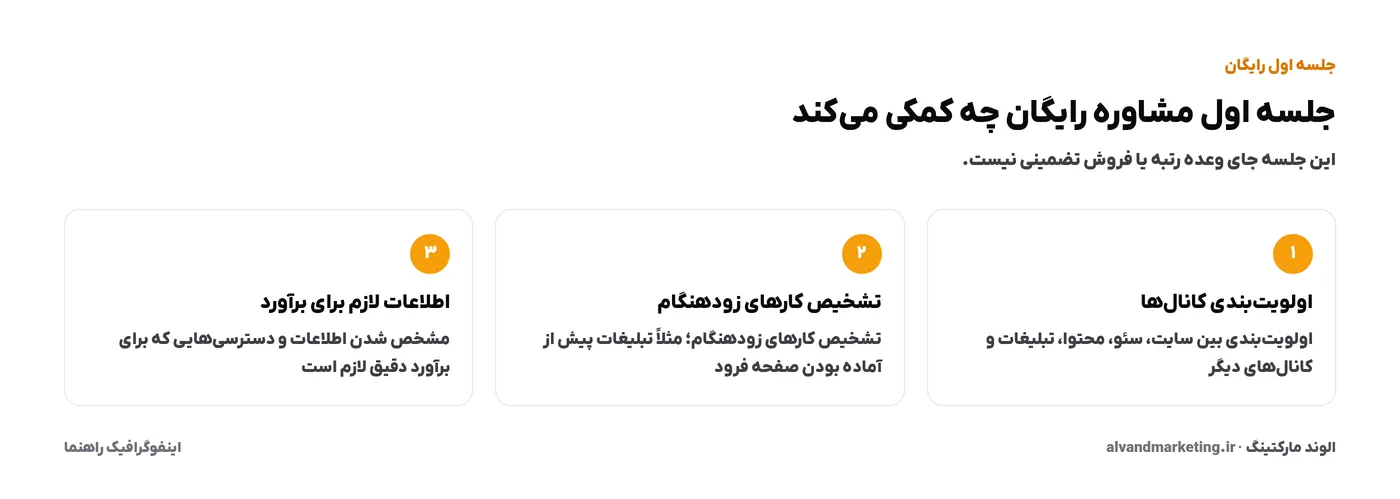 جلسه اول رایگان
جلسه اول مشاوره رایگان چه کمکی می‌کند
این جلسه جای وعده رتبه یا فروش تضمینی نیست.
۱
اولویت‌بندی کانال‌ها
اولویت‌بندی بین سایت، سئو، محتوا، تبلیغات و
کانال‌های دیگر
۲
تشخیص کارهای زودهنگام
تشخیص کارهای زودهنگام؛ مثلاً تبلیغات پیش از
آماده بودن صفحه فرود
۳
اطلاعات لازم برای برآورد
مشخص شدن اطلاعات و دسترسی‌هایی که برای
برآورد دقیق لازم است
الوند مارکتینگ · alvandmarketing.ir
اینفوگرافیک راهنما